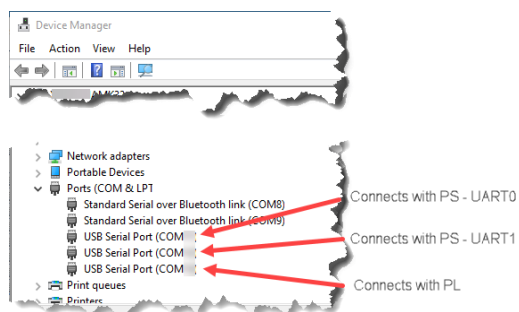 Device Manager
File Action View Help
Network adapters
Portable Devices
Ports (COM & LPT
Standard Serial over Bluetooth link (COM8)
Standard Serial over Bluetooth link (COM9)
USB Serial Port (COM
Connects with PS - UART0
USB Serial Port (COM
Connects with PS - UART1
USB Serial Port (COM
Connects with PL
Print queues
Printers